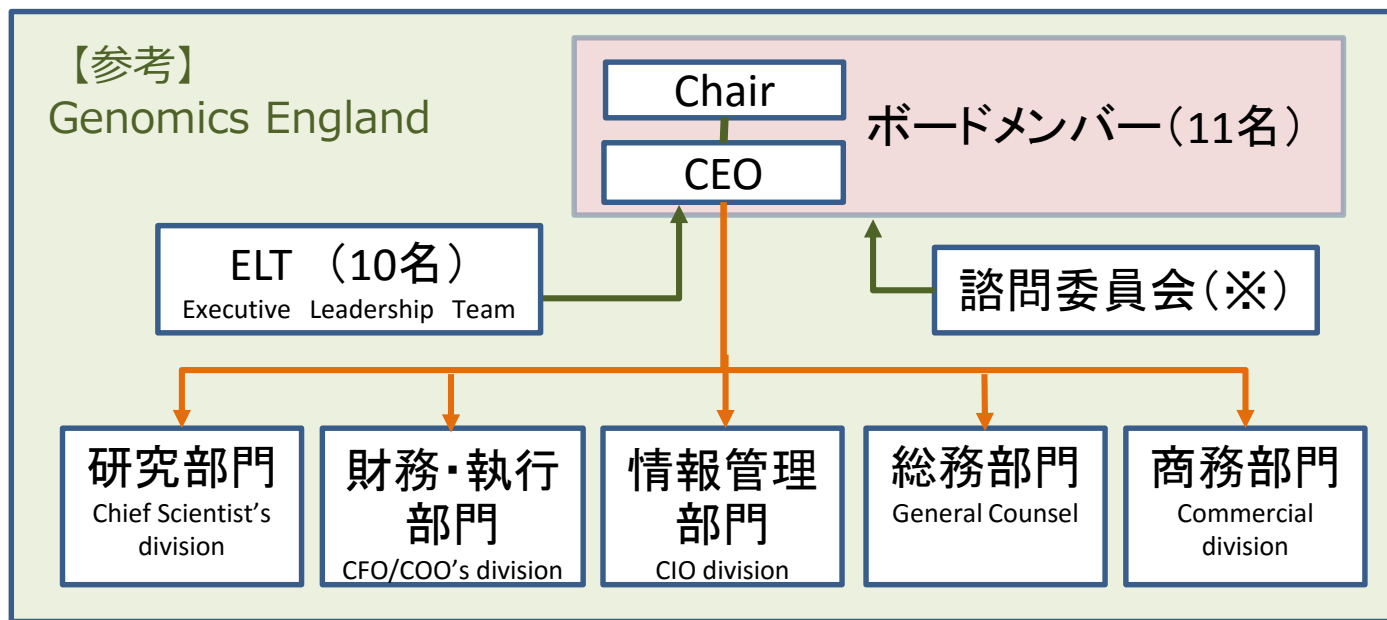 【参考】
Genomics England
Chair
CEO
ボードメンバー（11名）
ELT （10名）
Executive Leadership Team
諮問委員会（※）
研究部門
Chief Scientist’s
division
財務・執行
部門
CFO/COO’s division
情報管理
部門
CIO division
総務部門
General Counsel
商務部門
Commercial
division